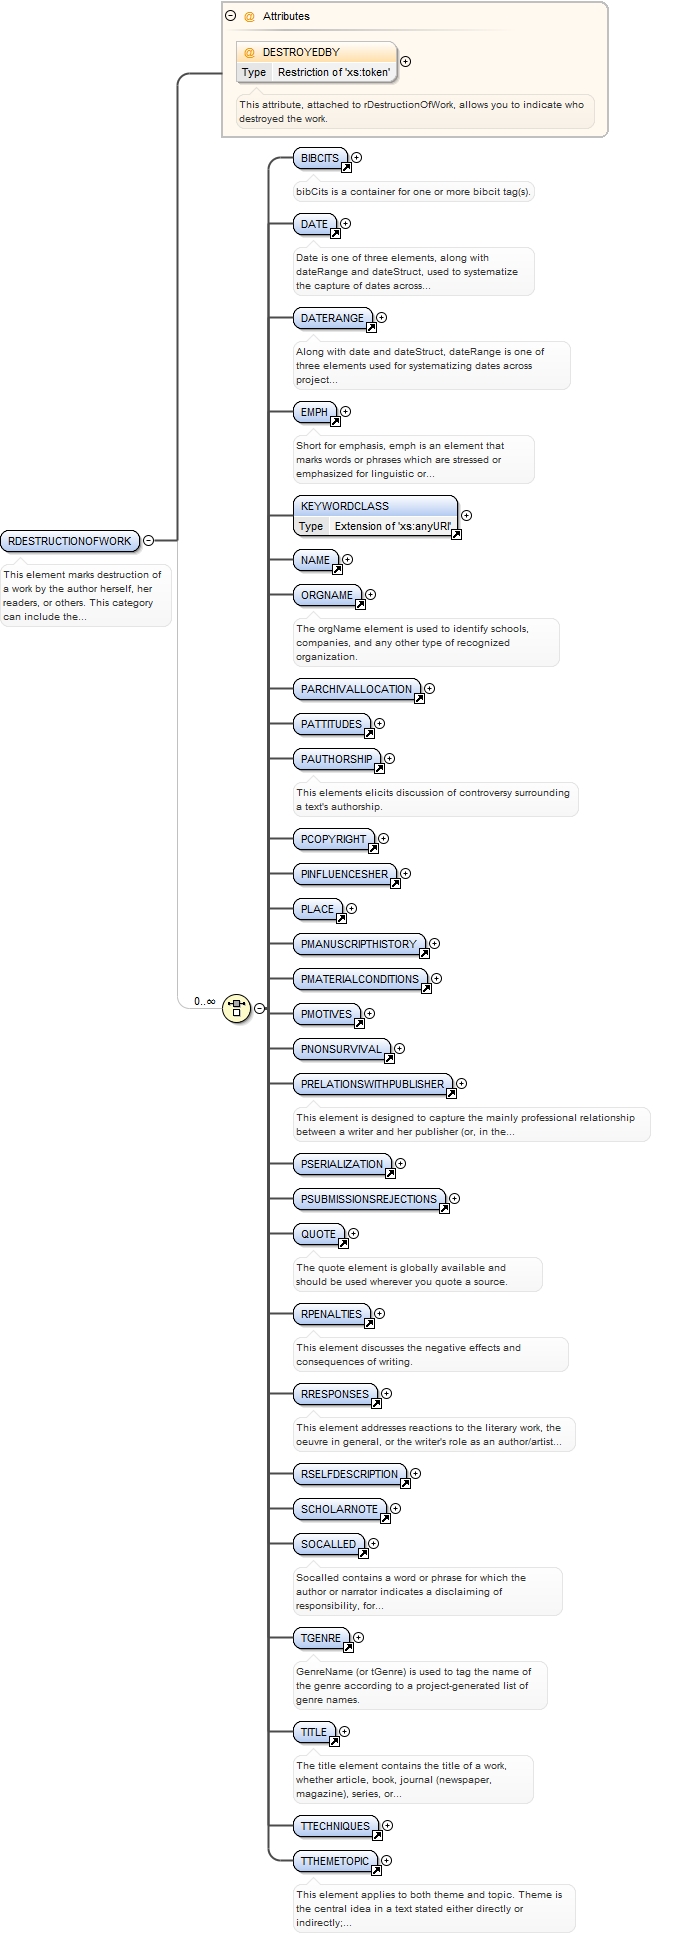 @ Attributes
@ DESTROYEDBY
Type Restriction of 'xs:token'
This attribute, attached to rDestructionOfWork, allows you to indicate who
destroyed the work.
BIBCITS
bibCits is a container for one or more bibcit tag(s).
DATE
Date is one of three elements, along with
dateRange and dateStruct, used to systematize
the capture of dates across...
DATERANGE
Along with date and dateStruct, dateRange is one of
three elements used for systematizing dates across
project...
EMPH
Short for emphasis, emph is an element that
marks words or phrases which are stressed or
emphasized for linguistic or...
KEYWORDCLASS
Type Extension of 'xs:anyURI'
RDESTRUCTIONOFWORK
This element marks destruction of
a work by the author herself, her
readers, or others. This category
can include the...
NAME
ORGNAME
The orgName element is used to identify schools,
companies, and any other type of recognized
organization.
PARCHIVALLOCATION
PATTITUDES
PAUTHORSHIP
This elements elicits discussion of controversy surrounding
a text's authorship.
PCOPYRIGHT
PINFLUENCESHER
PLACE
PMANUSCRIPTHISTORY
PMATERIALCONDITIONS
0..∞
PMOTIVES
PNONSURVIVAL
PRELATIONSWITHPUBLISHER
This element is designed to capture the mainly professional relationship
between a writer and her publisher (or, in the...
PSERIALIZATION
PSUBMISSIONSREJECTIONS
QUOTE
The quote element is globally available and
should be used wherever you quote a source.
RPENALTIES
This element discusses the negative effects and
consequences of writing.
RRESPONSES
This element addresses reactions to the literary work, the
oeuvre in general, or the writer's role as an author/artist...
RSELFDESCRIPTION
SCHOLARNOTE
SOCALLED
Socalled contains a word or phrase for which the
author or narrator indicates a disclaiming of
responsibility, for...
TGENRE
GenreName (or tGenre) is used to tag the name of
the genre according to a project-generated list of
genre names.
TITLE
The title element contains the title of a work,
whether article, book, journal (newspaper,
magazine), series, or...
TTECHNIQUES
TTHEMETOPIC
This element applies to both theme and topic. Theme is
the central idea in a text stated either directly or
indirectly;...